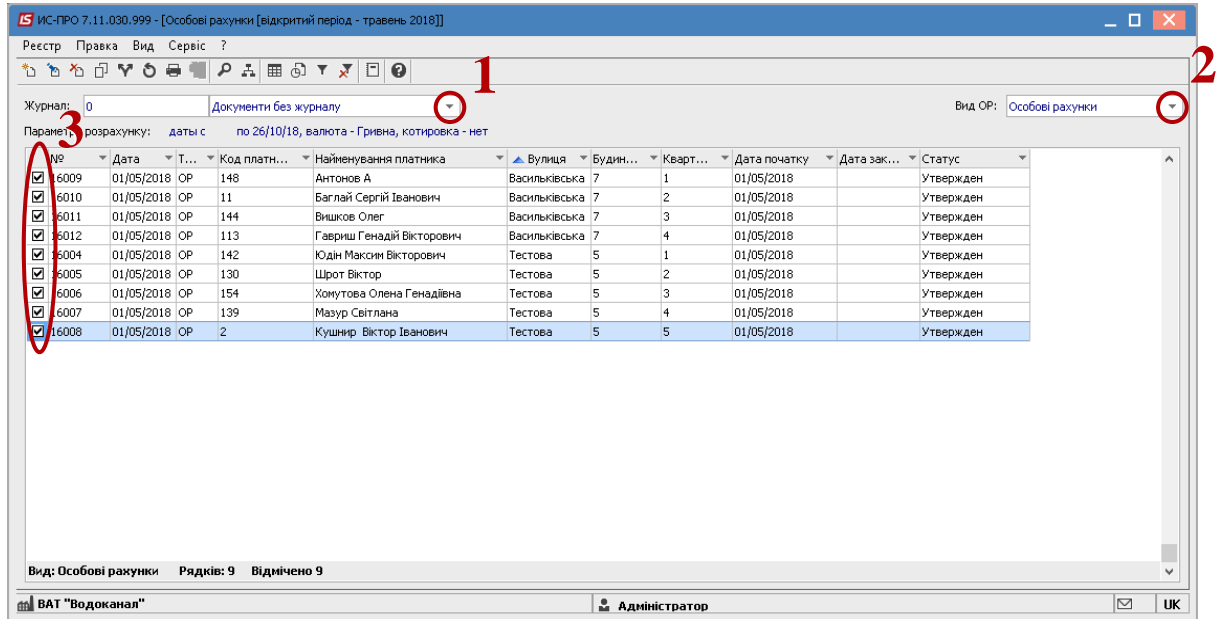 ИС-ПРО 7.11.030.999 - [Особові рахунки [відкритий період - травень 2018]]
Реєстр Правка Вид Сервіс ?
1
2
Журнал: 0 Документи без журналу Вид ОР: Особові рахунки
3
Параметри розрахунку: даты с по 26/10/18, валюта - Гривна, котировка - нет
№ Дата Т... Код платн... Найменування платника Вулиця Будин... Кварт... Дата початку Дата зак... Статус
16009 01/05/2018 ОР 148 Антонов А Васильківська 7 1 01/05/2018 Утвержден
16010 01/05/2018 ОР 11 Баглай Сергій Іванович Васильківська 7 2 01/05/2018 Утвержден
16011 01/05/2018 ОР 144 Вишков Олег Васильківська 7 3 01/05/2018 Утвержден
16012 01/05/2018 ОР 113 Гавриш Генадій Вікторович Васильківська 7 4 01/05/2018 Утвержден
16004 01/05/2018 ОР 142 Юдін Максим Вікторович Тестова 5 1 01/05/2018 Утвержден
16005 01/05/2018 ОР 130 Шрот Віктор Тестова 5 2 01/05/2018 Утвержден
16006 01/05/2018 ОР 154 Хомутова Олена Генадіївна Тестова 5 3 01/05/2018 Утвержден
16007 01/05/2018 ОР 139 Мазур Світлана Тестова 5 4 01/05/2018 Утвержден
16008 01/05/2018 ОР 2 Кушнир Віктор Іванович Тестова 5 5 01/05/2018 Утвержден
Вид: Особові рахунки Рядків: 9 Відмічено 9
ВАТ "Водоканал" Адміністратор UK